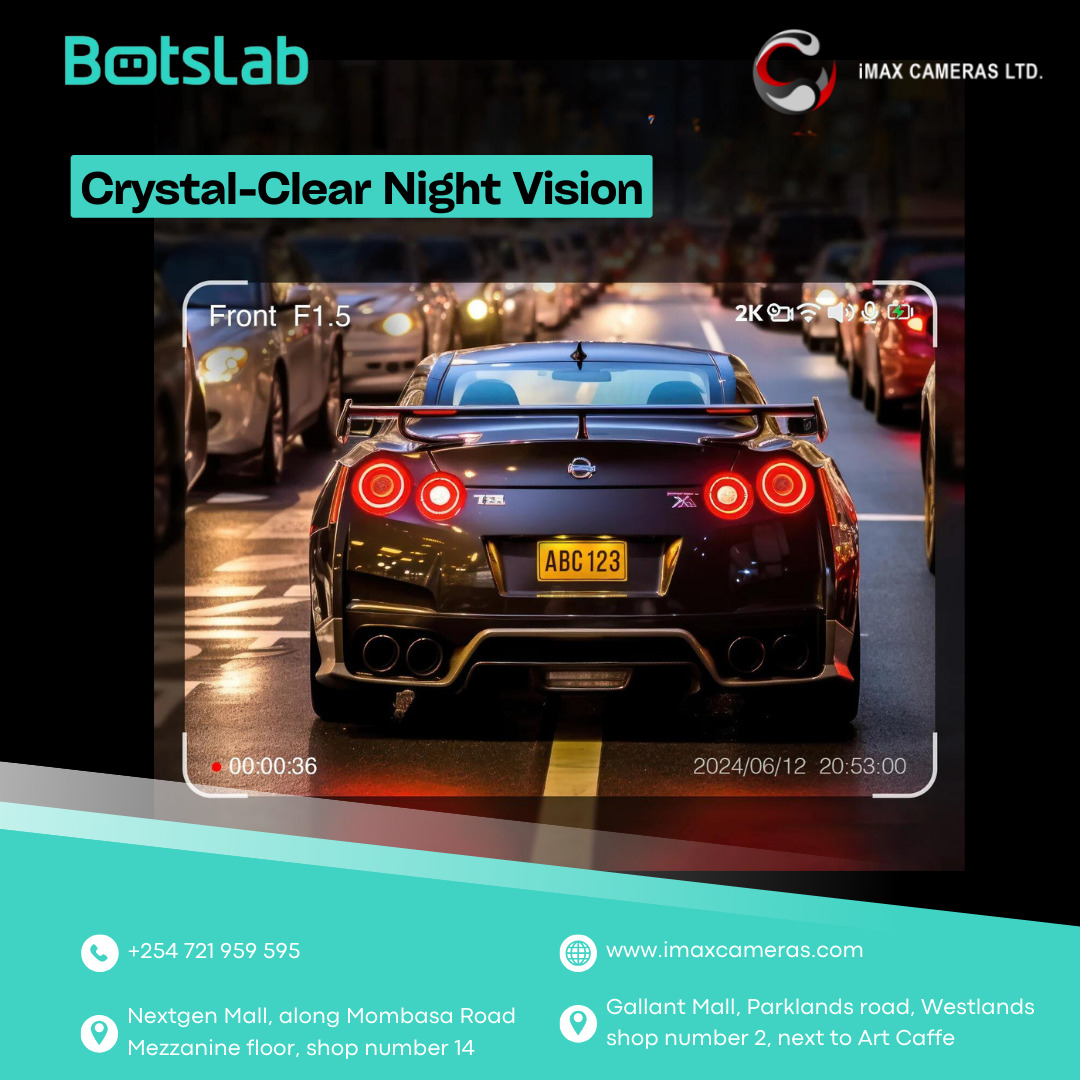 BotsLab
iMAX CAMERAS LTD.
Crystal-Clear Night Vision
Front F1.5
2K
ABC 123
00:00:36
2024/06/12 20:53:00
+254 721 959 595
www.imaxcameras.com
Nextgen Mall, along Mombasa Road
Mezzanine floor, shop number 14
Gallant Mall, Parklands road, Westlands
shop number 2, next to Art Caffe